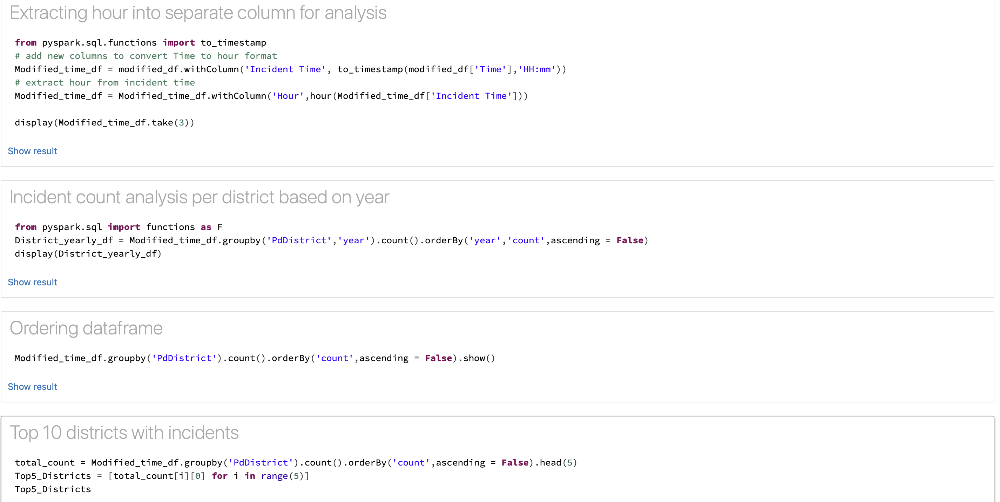 Extracting hour into separate column for analysis
from pyspark.sql.functions import to_timestamp
# add new columns to convert Time to hour format
Modified_time_df = modified_df.withColumn('Incident Time', to_timestamp(modified_df['Time'],'HH:mm'))
# extract hour from incident time
Modified_time_df = Modified_time_df.withColumn('Hour',hour(Modified_time_df['Incident Time']))
display(Modified_time_df.take(3))
Show result
Incident count analysis per district based on year
from pyspark.sql import functions as F
District_yearly_df = Modified_time_df.groupby('PdDistrict','year').count().orderBy('year','count',ascending = False)
display(District_yearly_df)
Show result
Ordering dataframe
Modified_time_df.groupby('PdDistrict').count().orderBy('count',ascending = False).show()
Show result
Top 10 districts with incidents
total_count = Modified_time_df.groupby('PdDistrict').count().orderBy('count',ascending = False).head(5)
Top5_Districts = [total_count[i][0] for i in range(5)]
Top5_Districts